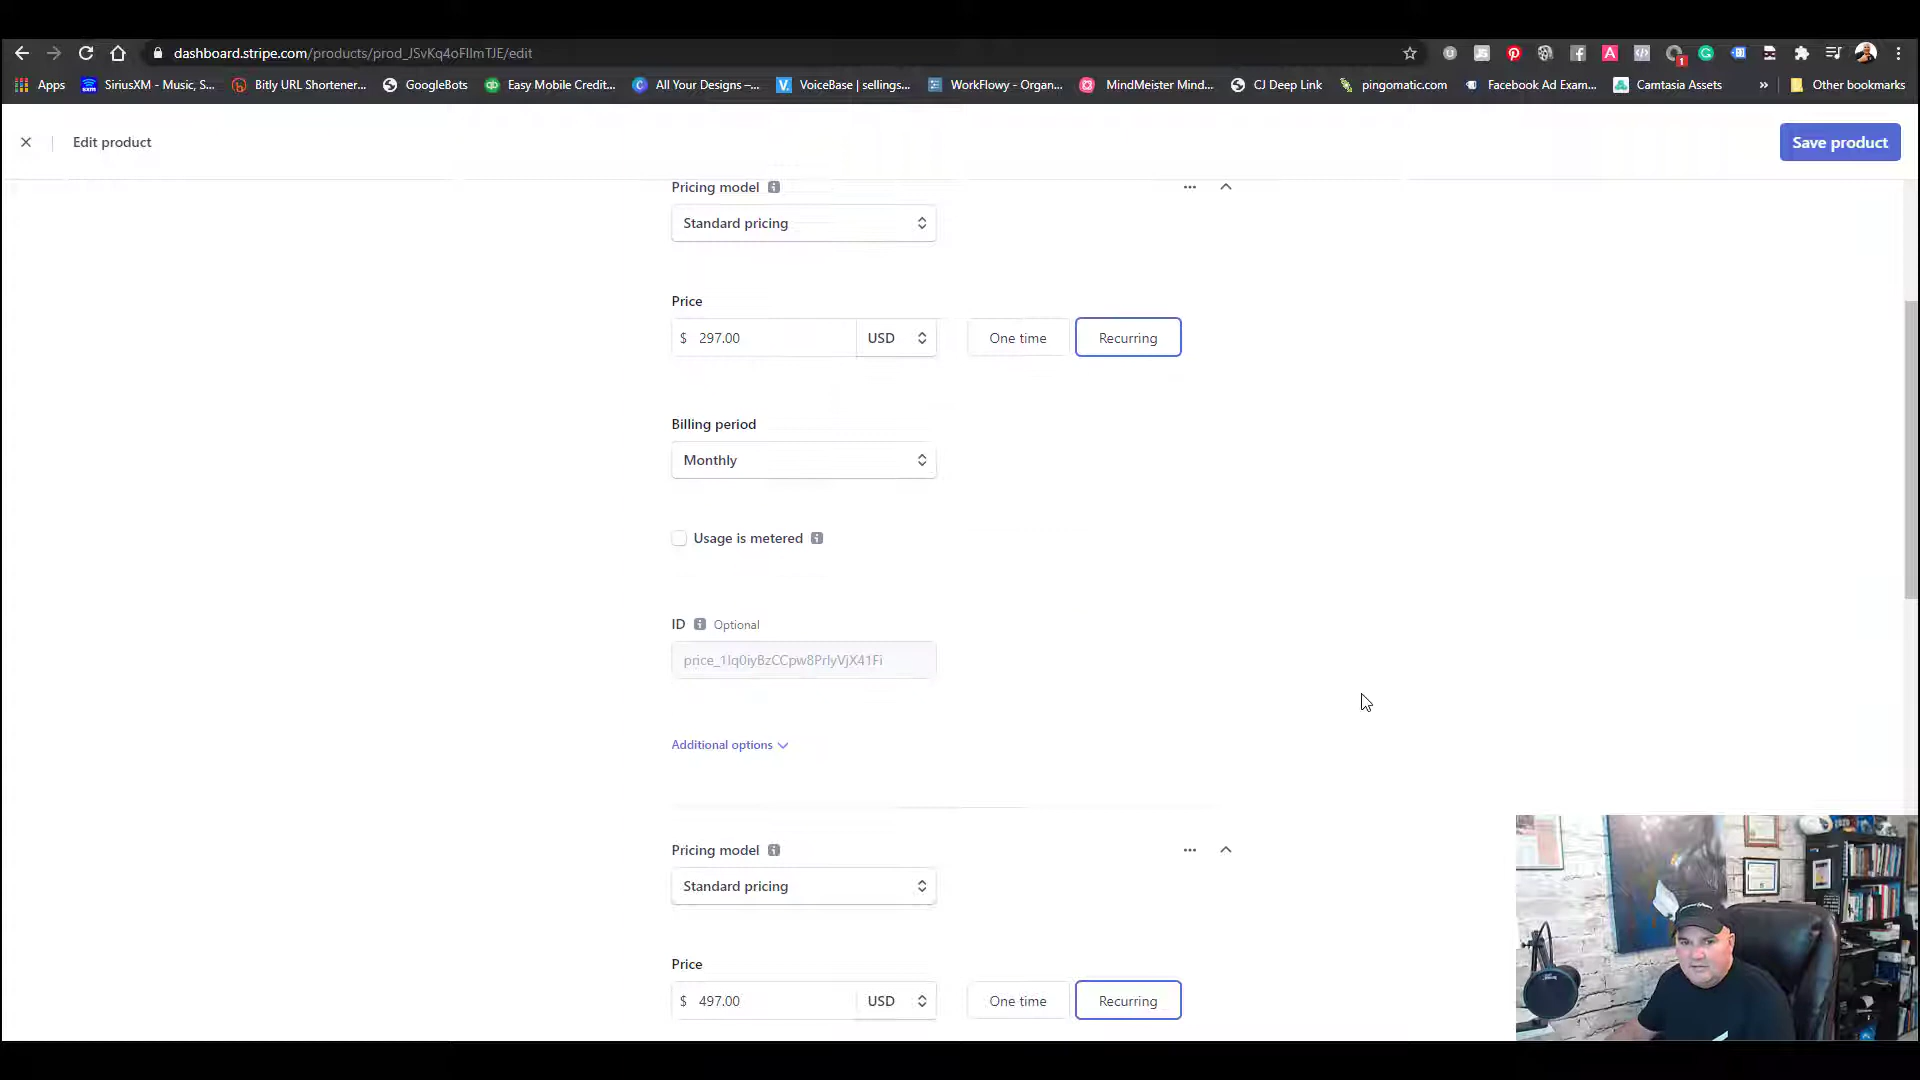 dashboard.stripe.com/products/prod_JSvKq4oFIlmTJE/edit
Apps SiriusXM - Music, S... Bitly URL Shortener... GoogleBots Easy Mobile Credit... All Your Designs –... VoiceBase | sellings... WorkFlowy - Organ... MindMeister Mind... CJ Deep Link pingomatic.com Facebook Ad Exam... Camtasia Assets » Other bookmarks
Edit product
Save product
Pricing model
Standard pricing
Price
$ 297.00 USD One time Recurring
Billing period
Monthly
Usage is metered
ID Optional
price_1Iq0iyBzCCpw8PrlyVjX41Fi
Additional options
Pricing model
Standard pricing
Price
$ 497.00 USD One time Recurring